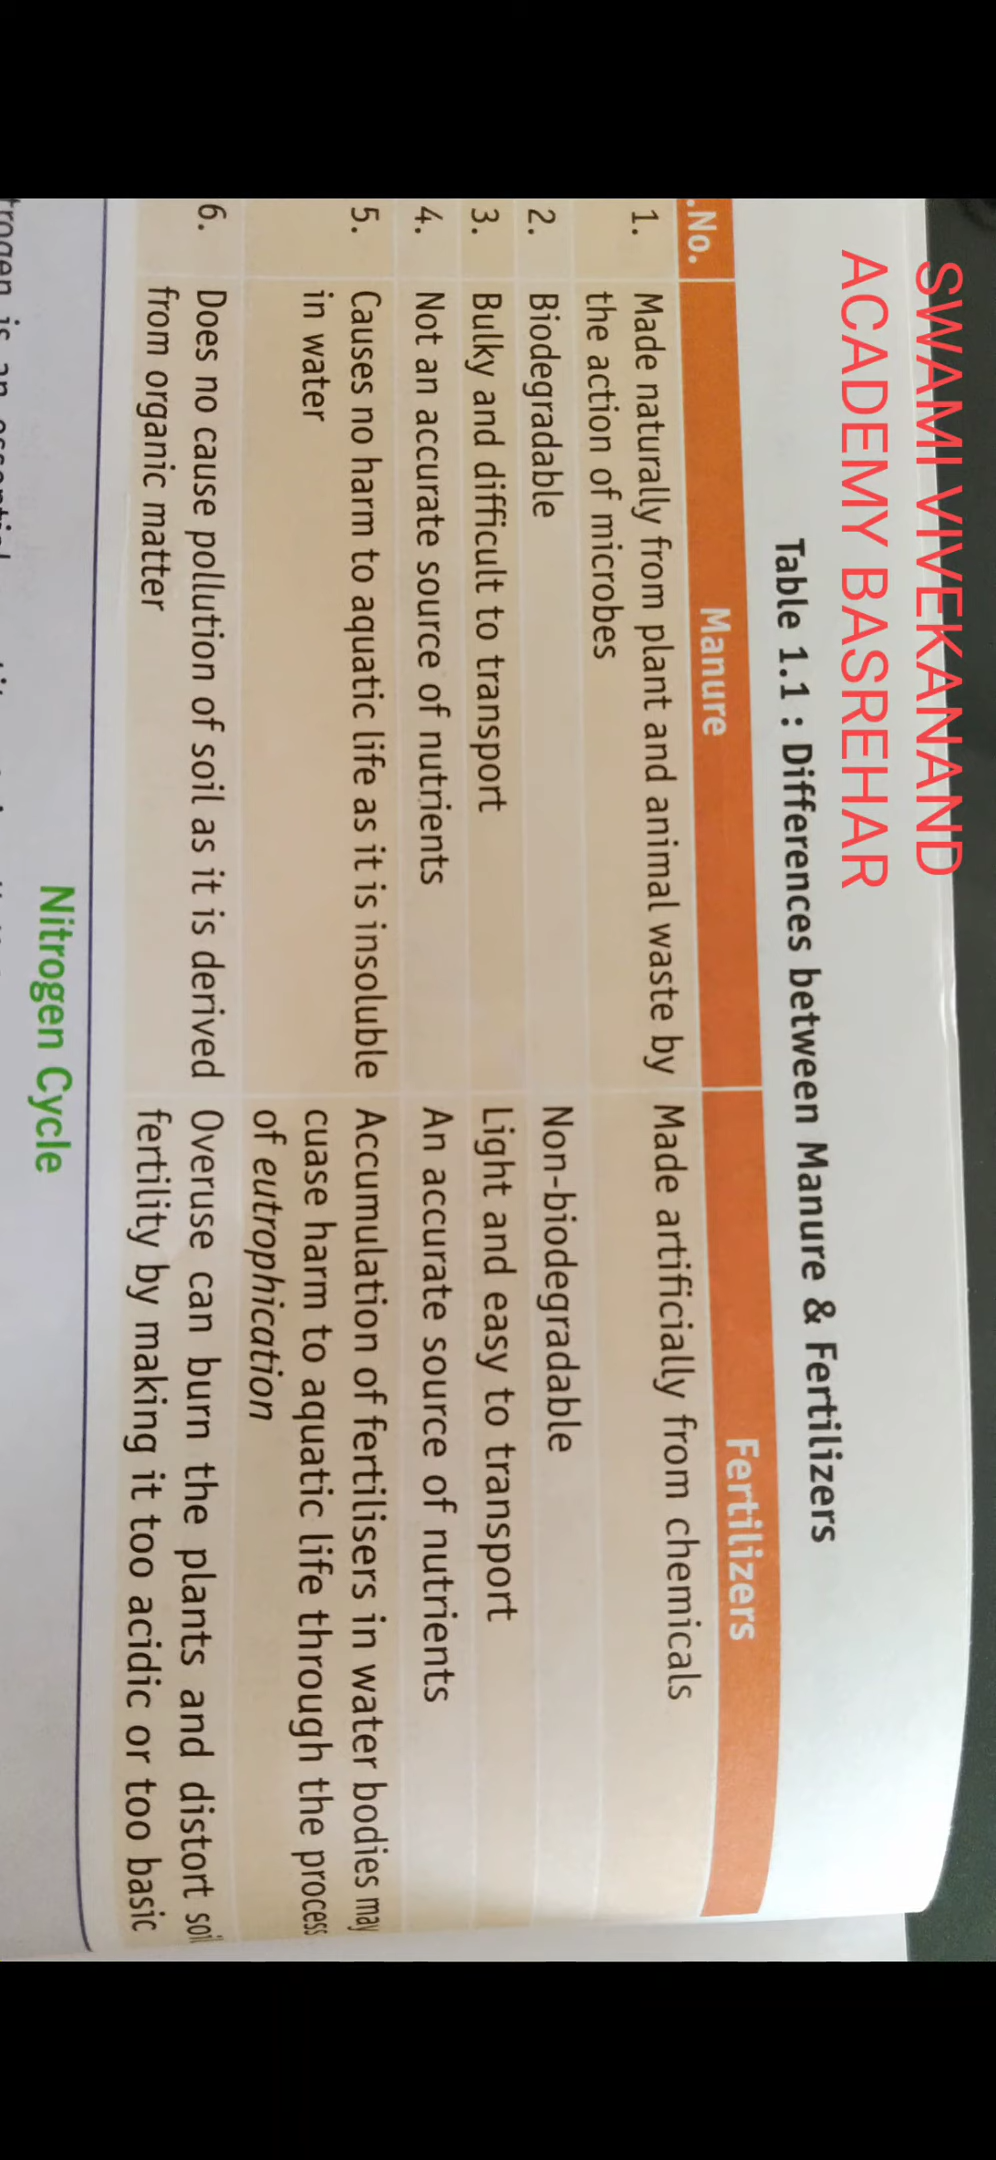 SWAMI VIVEKANAND
ACADEMY BASREHAR
Table 1.1 : Differences between Manure & Fertilizers
.No. Manure Fertilizers
1. Made naturally from plant and animal waste by Made artificially from chemicals
the action of microbes
2. Biodegradable Non-biodegradable
3. Bulky and difficult to transport Light and easy to transport
4. Not an accurate source of nutrients An accurate source of nutrients
5. Causes no harm to aquatic life as it is insoluble Accumulation of fertilisers in water bodies may
in water cuase harm to aquatic life through the process
of eutrophication
6. Does no cause pollution of soil as it is derived Overuse can burn the plants and distort soil
from organic matter fertility by making it too acidic or too basic
Nitrogen Cycle